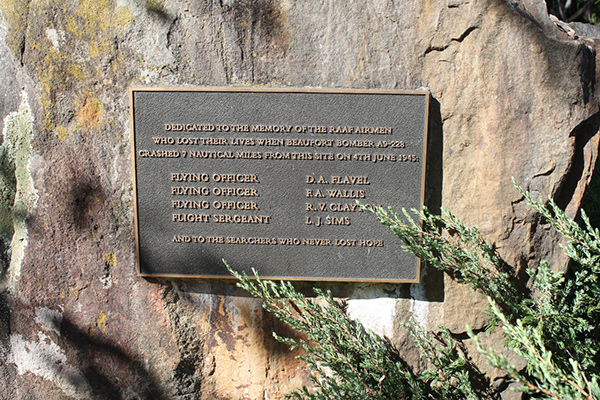 DEDICATED TO THE MEMORY OF THE RAAF AIRMEN
WHO LOST THEIR LIVES WHEN BEAUFORT BOMBER A9-228
CRASHED 7 NAUTICAL MILES FROM THIS SITE ON 4TH JUNE 1945:
FLYING OFFICER D. A. FLAVEL
FLYING OFFICER F. A. WALLIS
FLYING OFFICER R. V.
FLIGHT SERGEANT L. J. SIMS
AND TO THE SEARCHERS WHO NEVER LOST HOPE